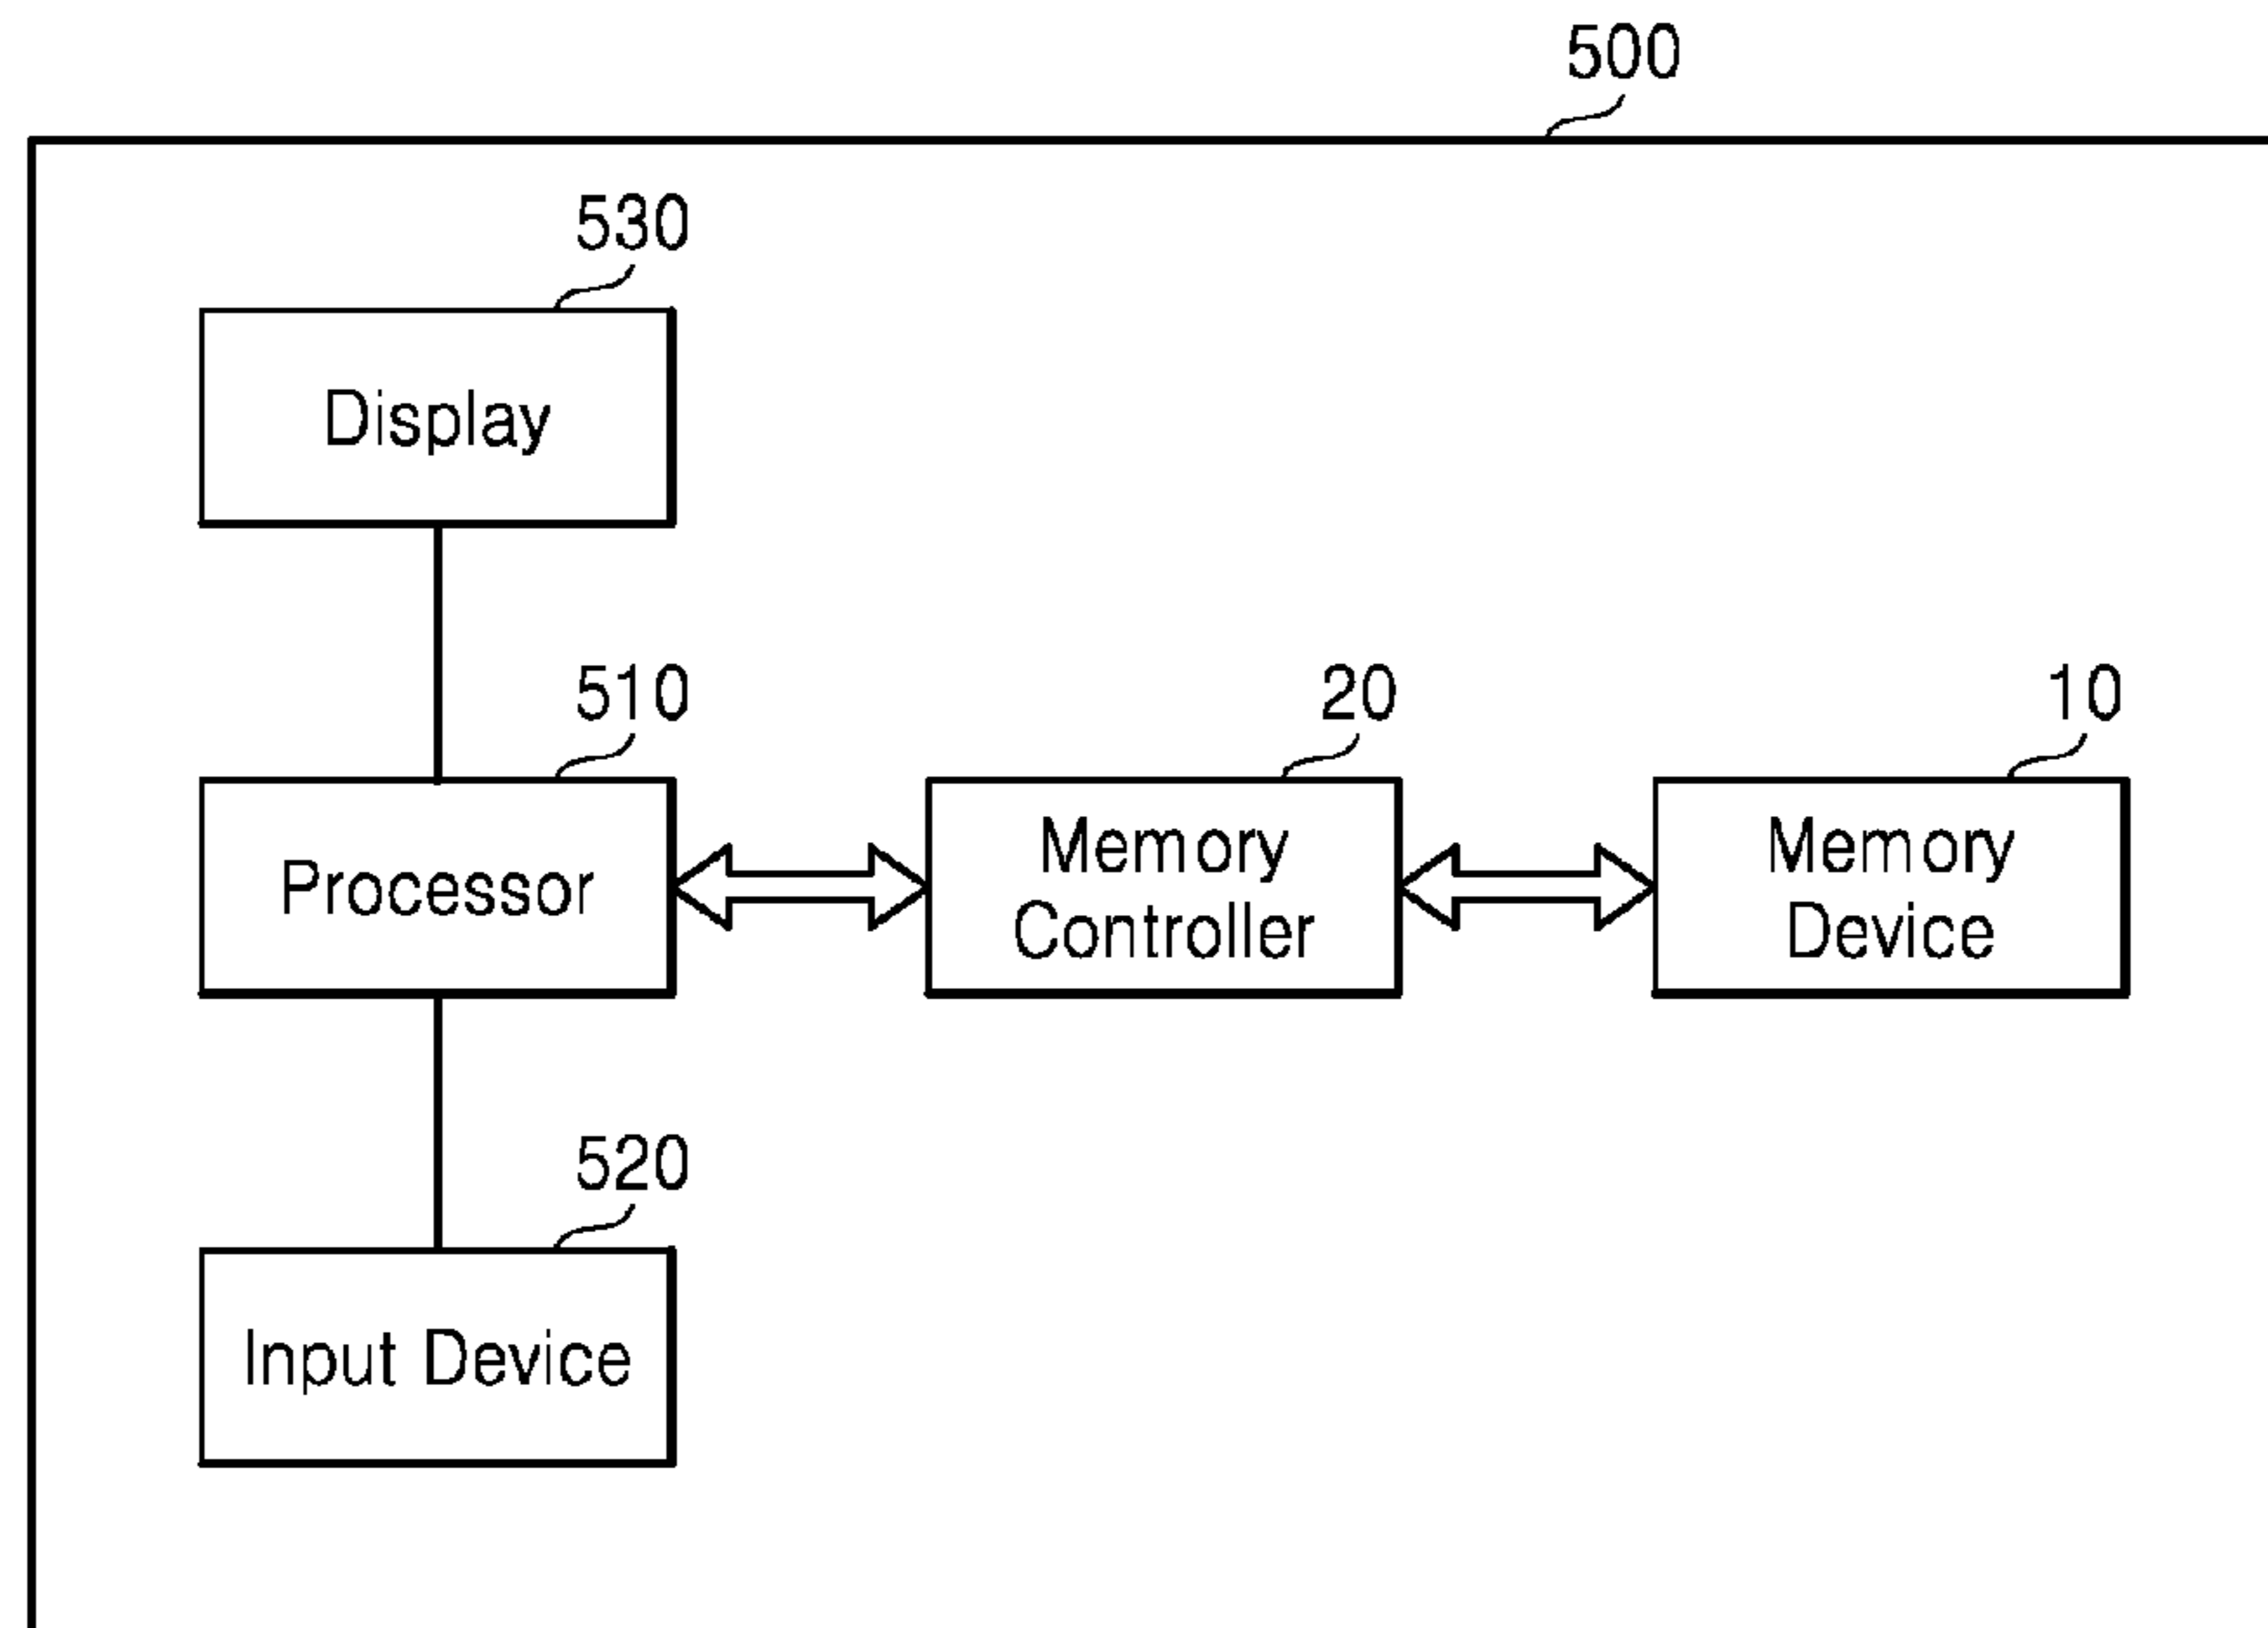 500
530
Display
510
20
10
Processor
Memory
Controller
Memory
Device
520
Input Device